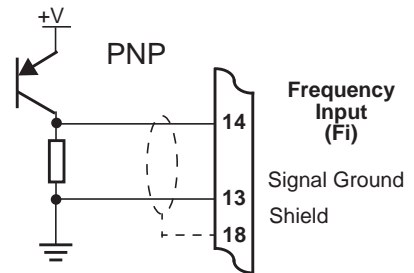 +V
PNP
Frequency
Input
(Fi)
14
13
Signal Ground
18
Shield